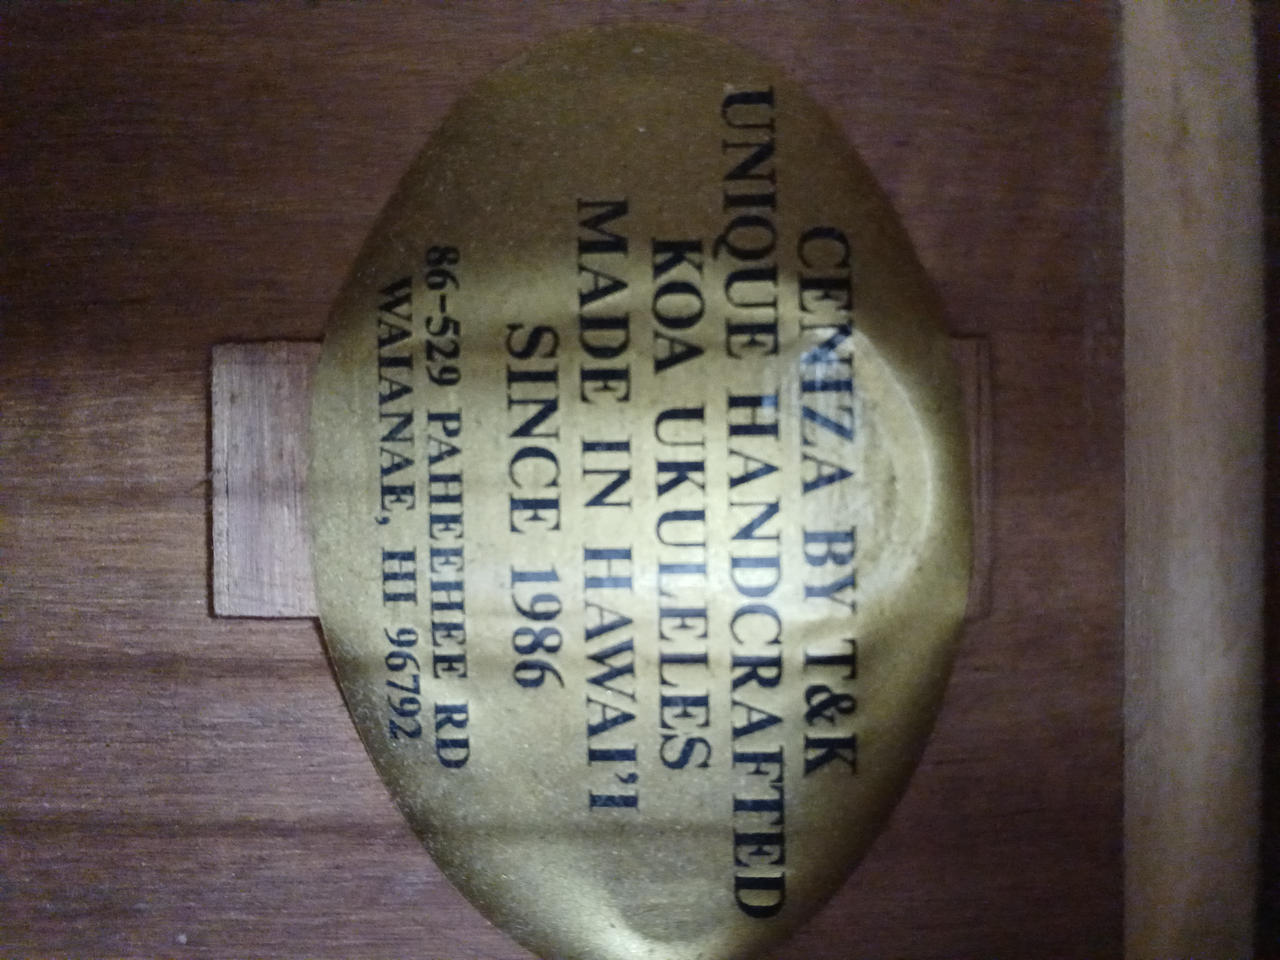 CENIZA BY T&K
UNIQUE HANDCRAFTED
KOA UKULELES
MADE IN HAWAI'I
SINCE 1986
86-529 PAHEEHEE RD
WAIANAE, HI 96792